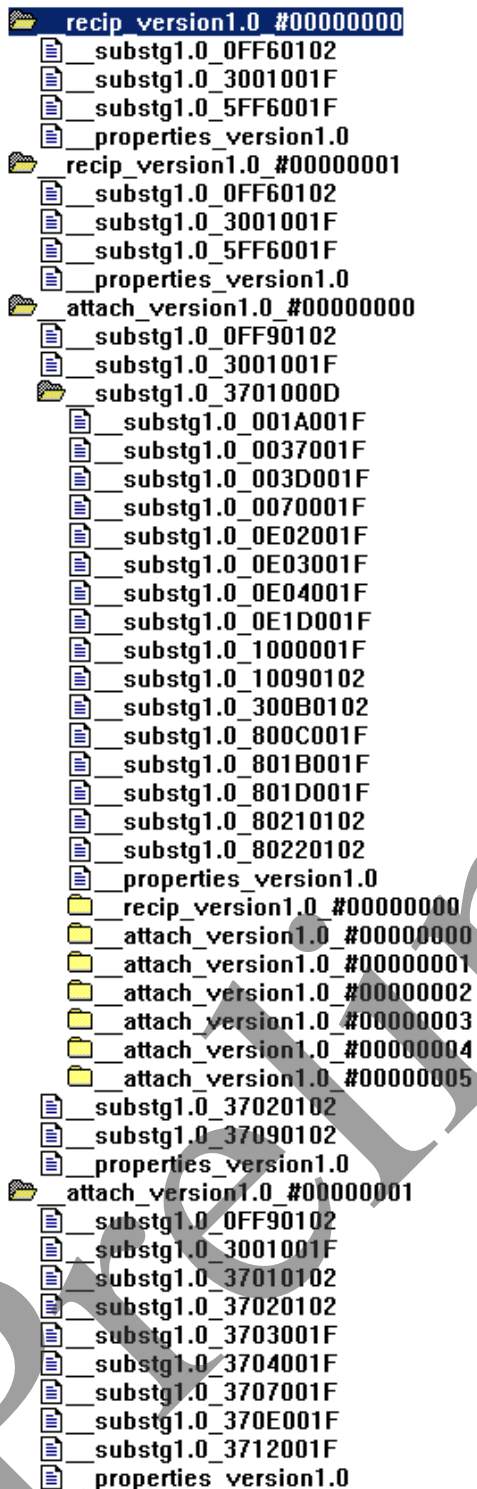 __recip_version1.0_#00000000
__substg1.0_0FF60102
__substg1.0_3001001F
__substg1.0_5FF6001F
__properties_version1.0
__recip_version1.0_#00000001
__substg1.0_0FF60102
__substg1.0_3001001F
__substg1.0_5FF6001F
__properties_version1.0
__attach_version1.0_#00000000
__substg1.0_0FF90102
__substg1.0_3001001F
__substg1.0_3701000D
__substg1.0_001A001F
__substg1.0_0037001F
__substg1.0_003D001F
__substg1.0_0070001F
__substg1.0_0E02001F
__substg1.0_0E03001F
__substg1.0_0E04001F
__substg1.0_0E1D001F
__substg1.0_1000001F
__substg1.0_10090102
__substg1.0_300B0102
__substg1.0_800C001F
__substg1.0_801B001F
__substg1.0_801D001F
__substg1.0_80210102
__substg1.0_80220102
__properties_version1.0
__recip_version1.0_#00000000
__attach_version1.0_#00000000
__attach_version1.0_#00000001
__attach_version1.0_#00000002
__attach_version1.0_#00000003
__attach_version1.0_#00000004
__attach_version1.0_#00000005
__substg1.0_37020102
__substg1.0_37090102
__properties_version1.0
__attach_version1.0_#00000001
__substg1.0_0FF90102
__substg1.0_3001001F
__substg1.0_37010102
__substg1.0_37020102
__substg1.0_3703001F
__substg1.0_3704001F
__substg1.0_3707001F
__substg1.0_370E001F
__substg1.0_3712001F
__properties_version1.0
Prelin